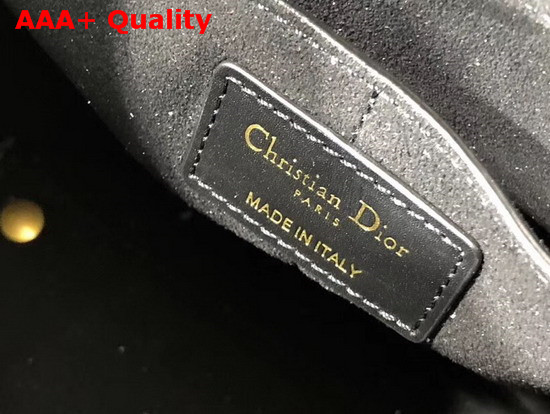 AAA+ Quality
Christian Dior
PARIS
MADE IN ITALY